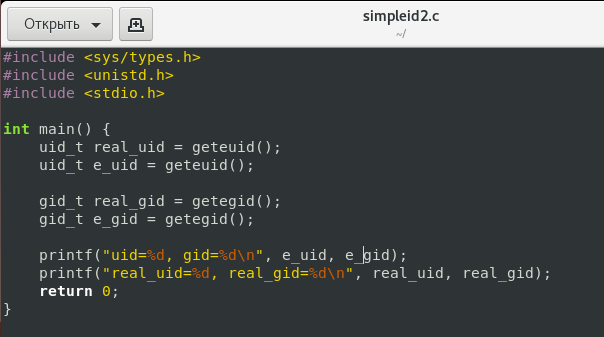 Открыть
simpleid2.c
~/
#include <sys/types.h>
#include <unistd.h>
#include <stdio.h>
int main() {
    uid_t real_uid = geteuid();
    uid_t e_uid = geteuid();
    gid_t real_gid = getegid();
    gid_t e_gid = getegid();
    printf("uid=%d, gid=%d\n", e_uid, e_gid);
    printf("real_uid=%d, real_gid=%d\n", real_uid, real_gid);
    return 0;
}